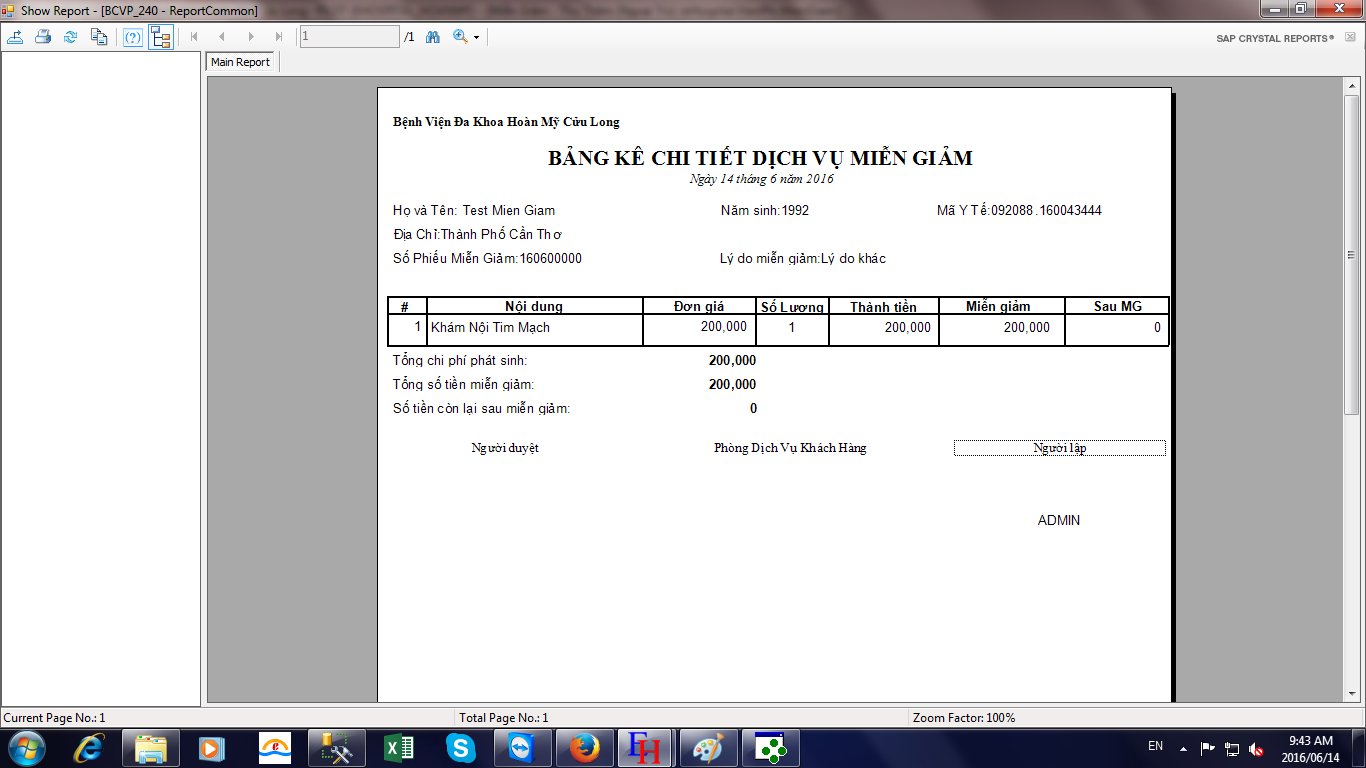 Show Report - [BCVP_240 - ReportCommon]
1 /1
SAP CRYSTAL REPORTS®
Main Report
Bệnh Viện Đa Khoa Hoàn Mỹ Cửu Long
BẢNG KÊ CHI TIẾT DỊCH VỤ MIỄN GIẢM
Ngày 14 tháng 6 năm 2016
Họ và Tên: Test Mien Giam Năm sinh:1992 Mã Y Tế:092088.160043444
Địa Chỉ:Thành Phố Cần Thơ
Số Phiếu Miễn Giảm:160600000 Lý do miễn giảm:Lý do khác
# Nội dung Đơn giá Số Lương Thành tiền Miễn giảm Sau MG
1 Khám Nội Tim Mạch 200,000 1 200,000 200,000 0
Tổng chi phí phát sinh: 200,000
Tổng số tiền miễn giảm: 200,000
Số tiền còn lại sau miễn giảm: 0
Người duyệt Phòng Dịch Vụ Khách Hàng Người lập
ADMIN
Current Page No.: 1 Total Page No.: 1 Zoom Factor: 100%
EN 9:43 AM
2016/06/14